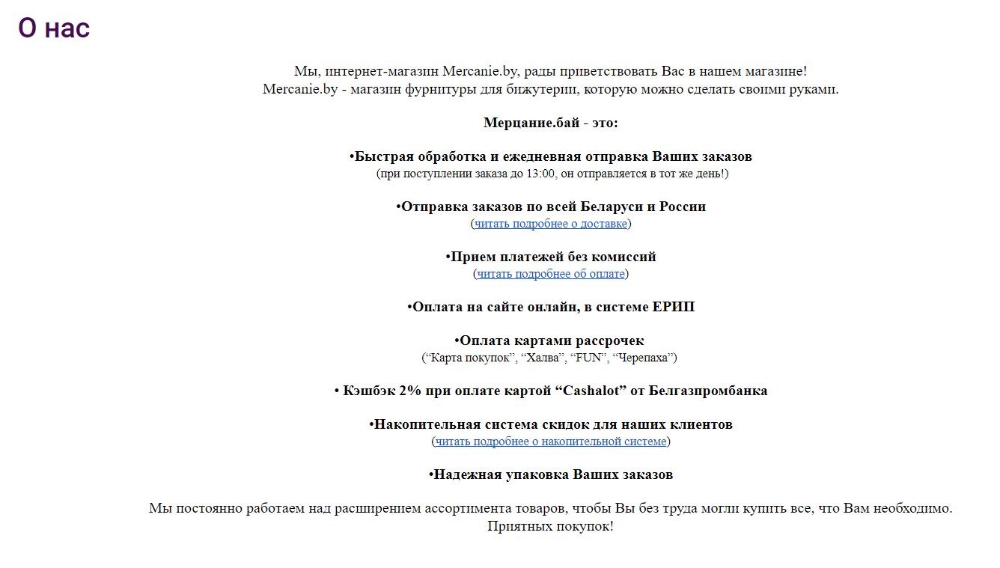 О нас
Мы, интернет-магазин Mercanie.by, рады приветствовать Вас в нашем магазине!
Mercanie.by - магазин фурнитуры для бижутерии, которую можно сделать своими руками.
Мерцание.бай - это:
•Быстрая обработка и ежедневная отправка Ваших заказов
(при поступлении заказа до 13:00, он отправляется в тот же день!)
•Отправка заказов по всей Беларуси и России
(читать подробнее о доставке)
•Прием платежей без комиссий
(читать подробнее об оплате)
•Оплата на сайте онлайн, в системе ЕРИП
•Оплата картами рассрочек
(“Карта покупок”, “Халва”, “FUN”, “Черепаха”)
• Кэшбэк 2% при оплате картой “Cashalot” от Белгазпромбанка
•Накопительная система скидок для наших клиентов
(читать подробнее о накопительной системе)
•Надежная упаковка Ваших заказов
Мы постоянно работаем над расширением ассортимента товаров, чтобы Вы без труда могли купить все, что Вам необходимо.
Приятных покупок!